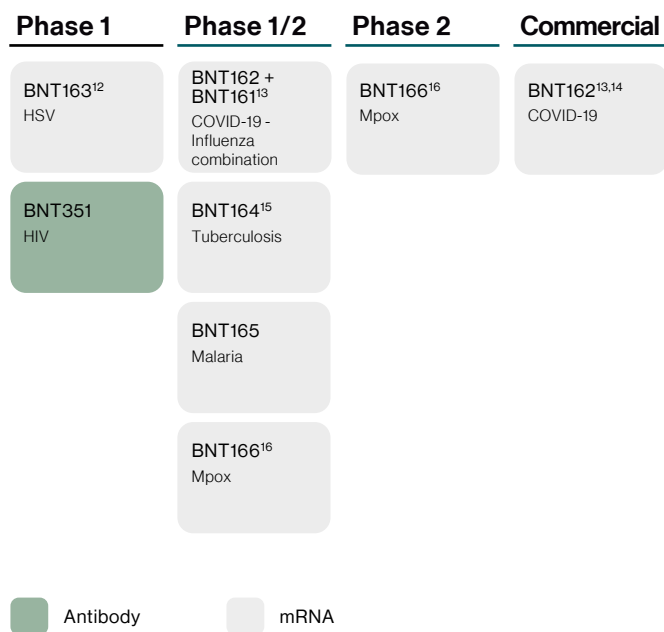 Phase 1
BNT163¹²
HSV
BNT351
HIV
Phase 1/2
BNT162 +
BNT161¹³
COVID-19 -
Influenza
combination
BNT164¹⁵
Tuberculosis
BNT165
Malaria
BNT166¹⁶
Mpox
Phase 2
BNT166¹⁶
Mpox
Commercial
BNT162¹³,¹⁴
COVID-19
Antibody
mRNA